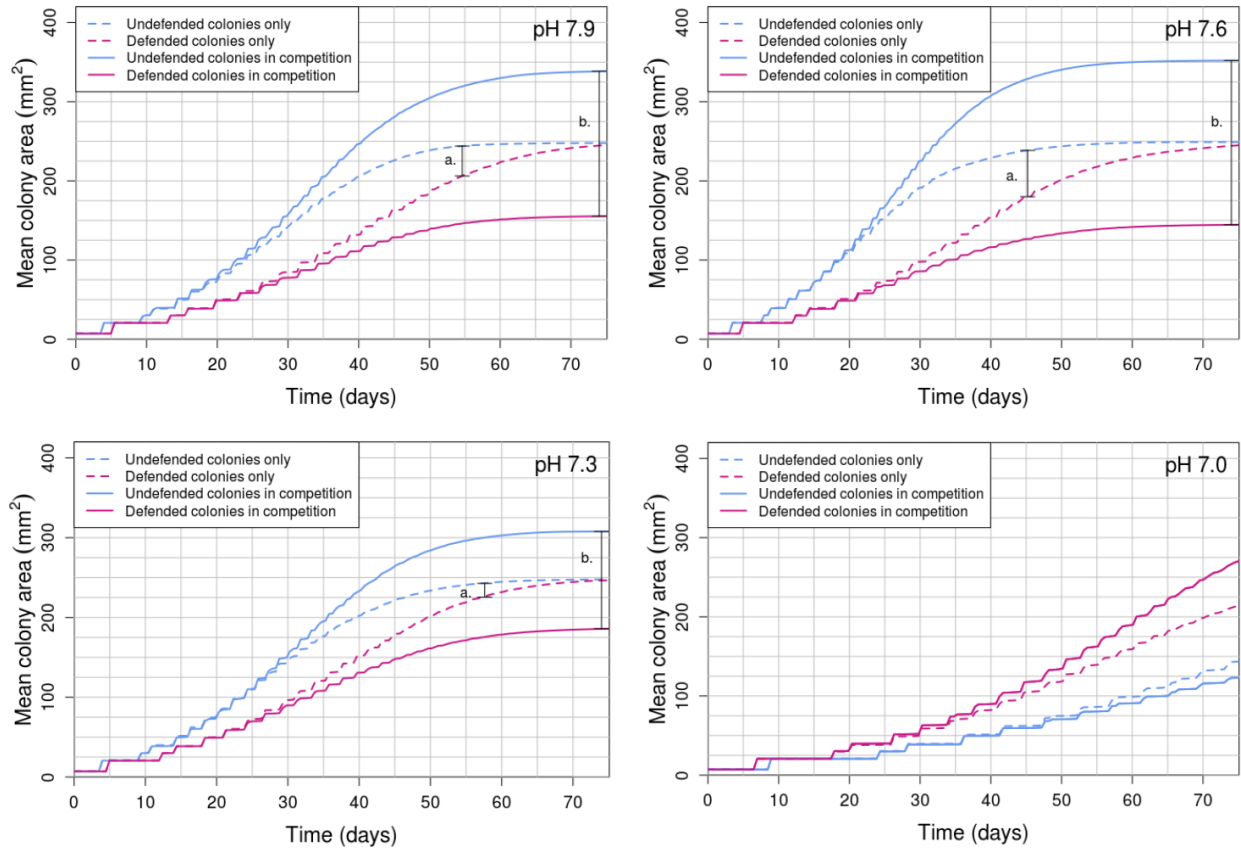 Undefended colonies only
Defended colonies only
Undefended colonies in competition
Defended colonies in competition
pH 7.9
Mean colony area (mm²)
0
100
200
300
400
a.
b.
0 10 20 30 40 50 60 70
Time (days)
Undefended colonies only
Defended colonies only
Undefended colonies in competition
Defended colonies in competition
pH 7.6
Mean colony area (mm²)
0
100
200
300
400
a.
b.
0 10 20 30 40 50 60 70
Time (days)
Undefended colonies only
Defended colonies only
Undefended colonies in competition
Defended colonies in competition
pH 7.3
Mean colony area (mm²)
0
100
200
300
400
a.
b.
0 10 20 30 40 50 60 70
Time (days)
Undefended colonies only
Defended colonies only
Undefended colonies in competition
Defended colonies in competition
pH 7.0
Mean colony area (mm²)
0
100
200
300
400
0 10 20 30 40 50 60 70
Time (days)